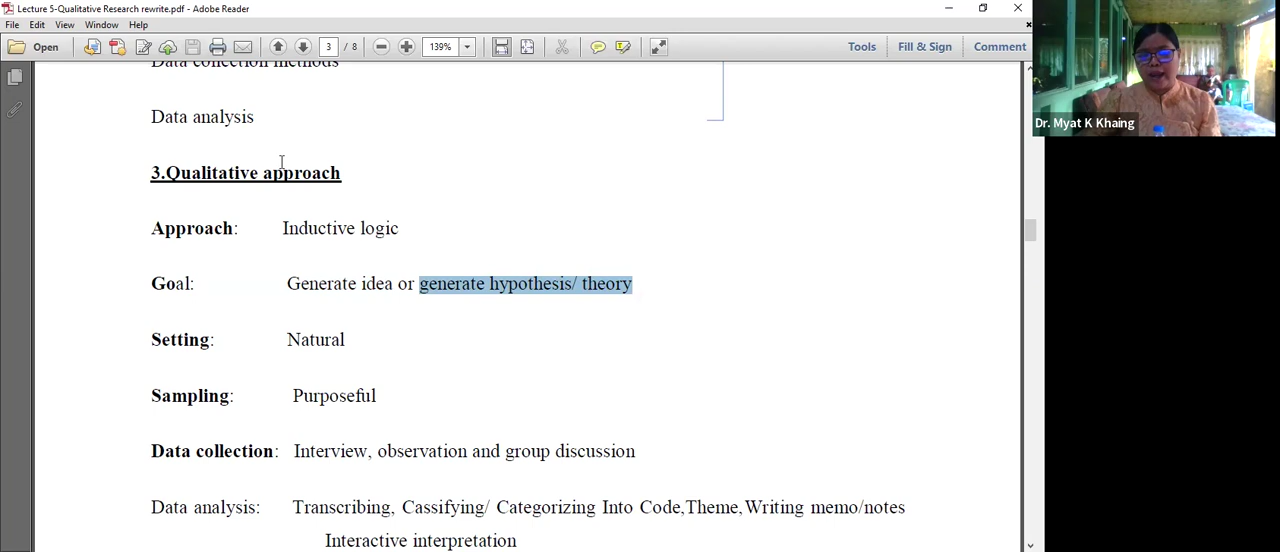 Lecture 5-Qualitative Research rewrite.pdf - Adobe Reader
File Edit View Window Help
Open 3 / 8 139% Tools Fill & Sign Comment
Data collection methods
Data analysis
3.Qualitative approach
Approach: Inductive logic
Goal: Generate idea or generate hypothesis/ theory
Setting: Natural
Sampling: Purposeful
Data collection: Interview, observation and group discussion
Data analysis: Transcribing, Cassifying/ Categorizing Into Code,Theme,Writing memo/notes
Interactive interpretation
Dr. Myat K Khaing